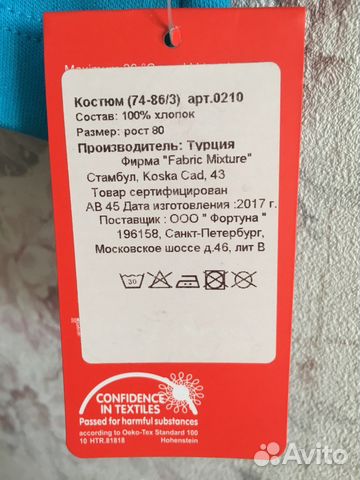 Костюм (74-86/3) арт.0210
Состав: 100% хлопок
Размер: рост 80
Производитель: Турция
Фирма "Fabric Mixture"
Стамбул, Koska Cad, 43
Товар сертифицирован
АВ 45 Дата изготовления :2017 г.
Поставщик : ООО " Фортуна "
196158, Санкт-Петербург,
Московское шоссе д.46, лит В
30
CONFIDENCE
IN TEXTILES
Passed for harmful substances
according to Oeko-Tex Standard 100
10 HTR.81818 Hohenstein
Avito